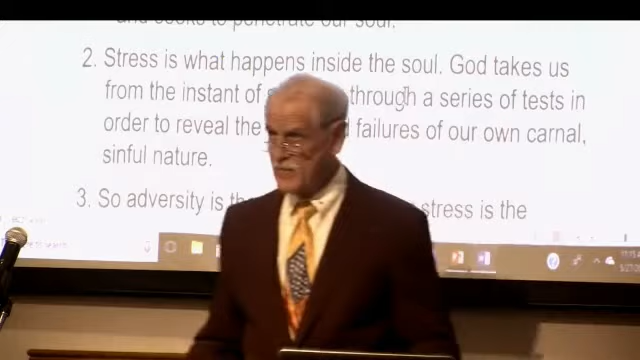 and seeks to penetrate our soul.
2. Stress is what happens inside the soul. God takes us
from the instant of through a series of tests in
order to reveal the failures of our own carnal,
sinful nature.
3. So adversity is stress is the